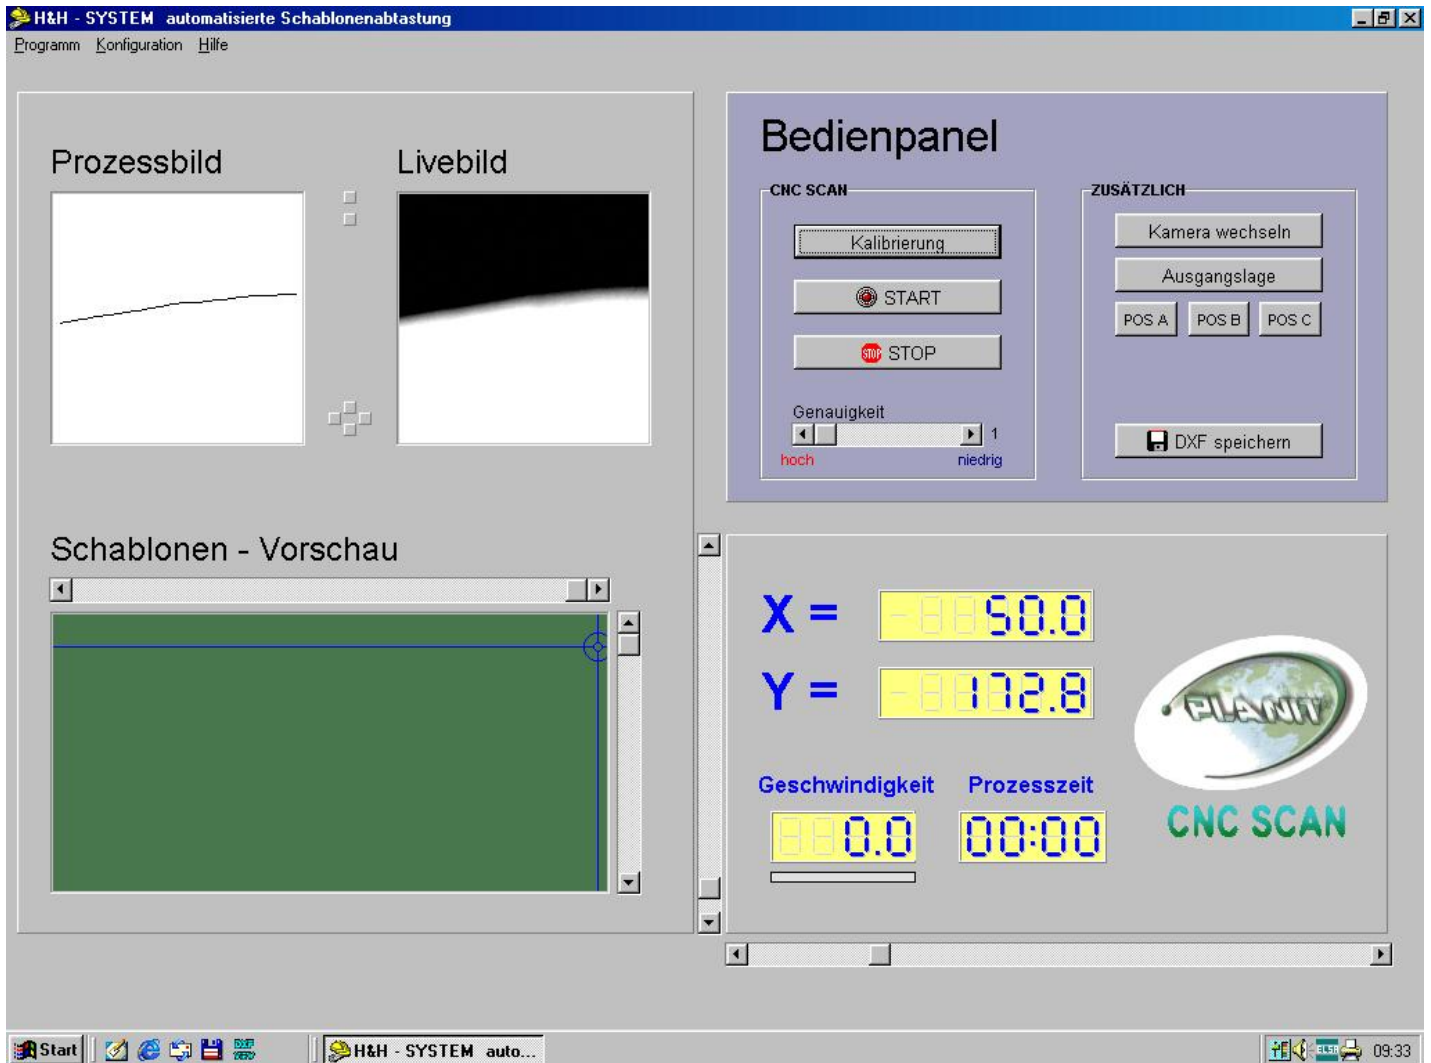 H&H - SYSTEM automatisierte Schablonenabtastung
Programm Konfiguration Hilfe
Prozessbild
Livebild
Schablonen - Vorschau
Bedienpanel
CNC SCAN
Kalibrierung
START
STOP STOP
Genauigkeit
1
hoch niedrig
ZUSÄTZLICH
Kamera wechseln
Ausgangslage
POS A POS B POS C
DXF speichern
X = 50.0
Y = 172.8
Geschwindigkeit Prozesszeit
0.0 00:00
PLANIT
CNC SCAN
Start H&H - SYSTEM auto... ELSA 09:33